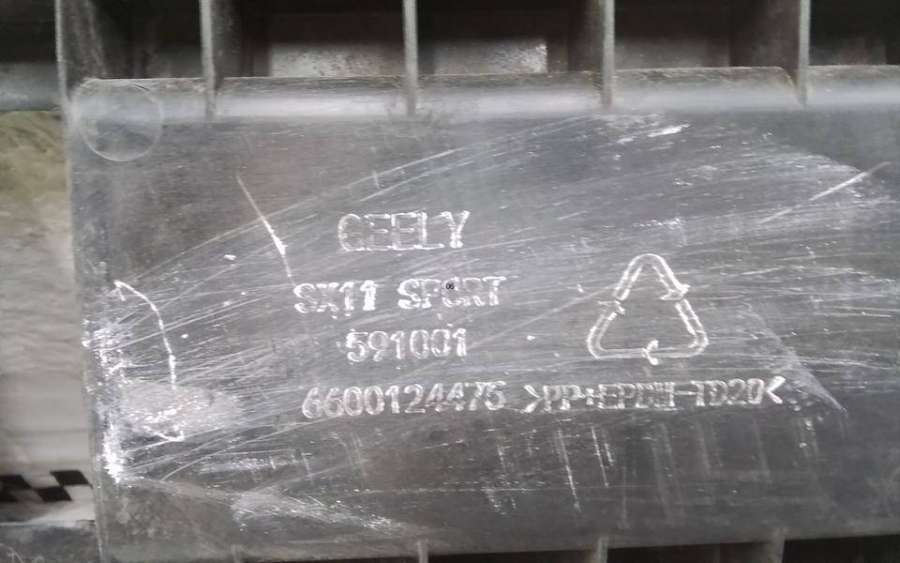 GEELY
SX11 SPORT
591001
6600124475 >PP+EPDM-TD20<